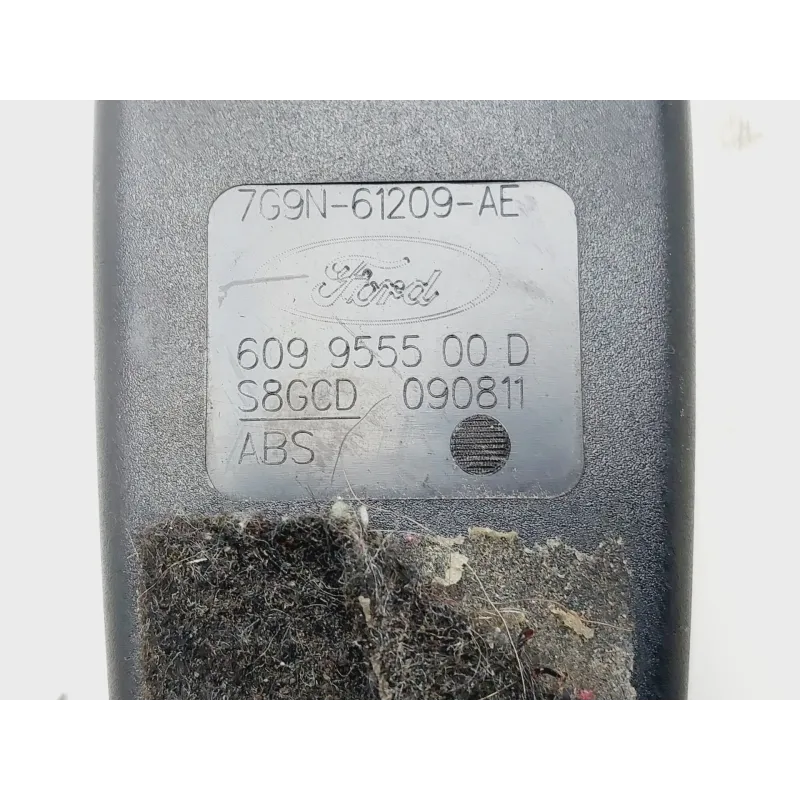 7G9N-61209-AE
Ford
609 9555 00 D
S8GCD 090811
ABS